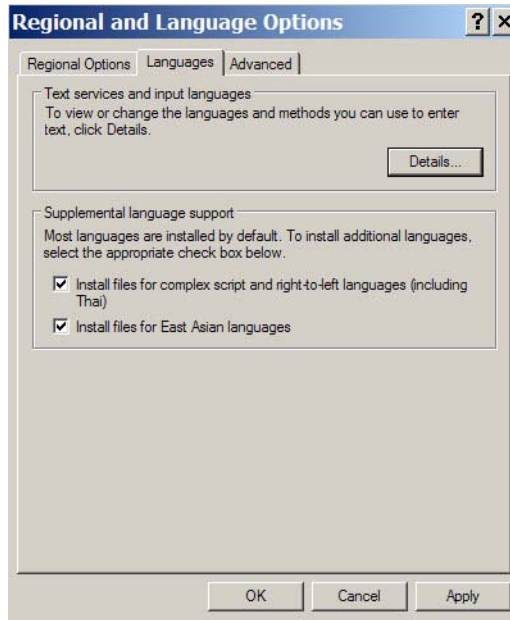 Regional and Language Options ? ×
Regional Options Languages Advanced
Text services and input languages
To view or change the languages and methods you can use to enter
text, click Details.
Details...
Supplemental language support
Most languages are installed by default. To install additional languages,
select the appropriate check box below.
Install files for complex script and right-to-left languages (including
Thai)
Install files for East Asian languages
OK Cancel Apply